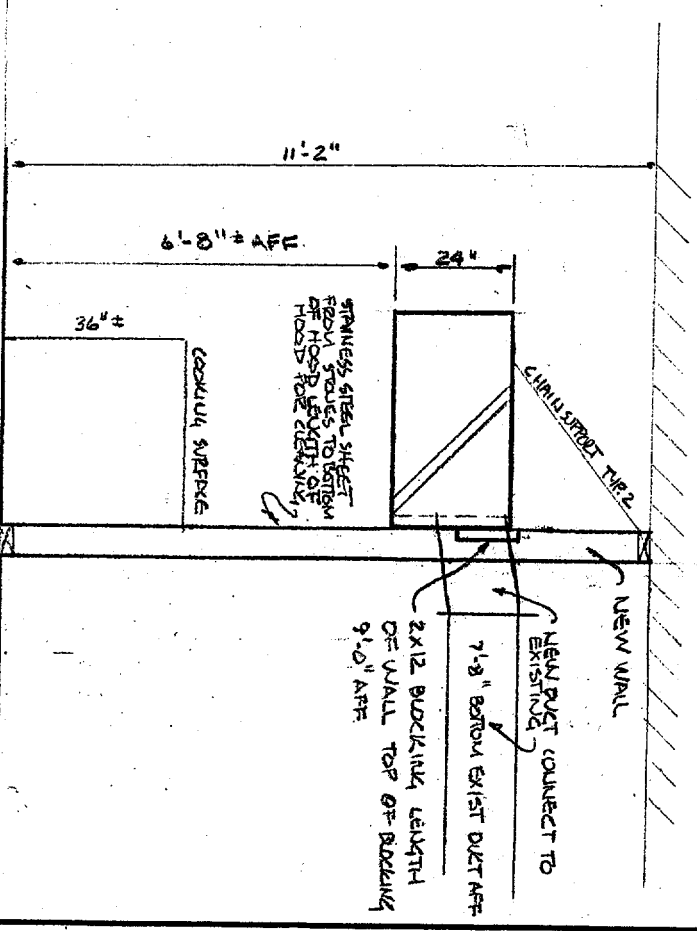 11'-2"
6'-8" ± AFF.
24"
36" ±
COOKING SURFACE
STAINESS STEEL SHEET
FROM STOVES TO BOTTOM
OF HOOD LENGTH OF
HOOD FOR CLEANING,
CHAIN SUPPORT TYP. 2
NEW WALL
NEW DUCT CONNECT TO
EXISTING
7'-8" BOTTOM EXIST DUCT AFF
2X12 BLOCKING LENGTH
OF WALL TOP OF BLOCKING
9'-0" AFF.